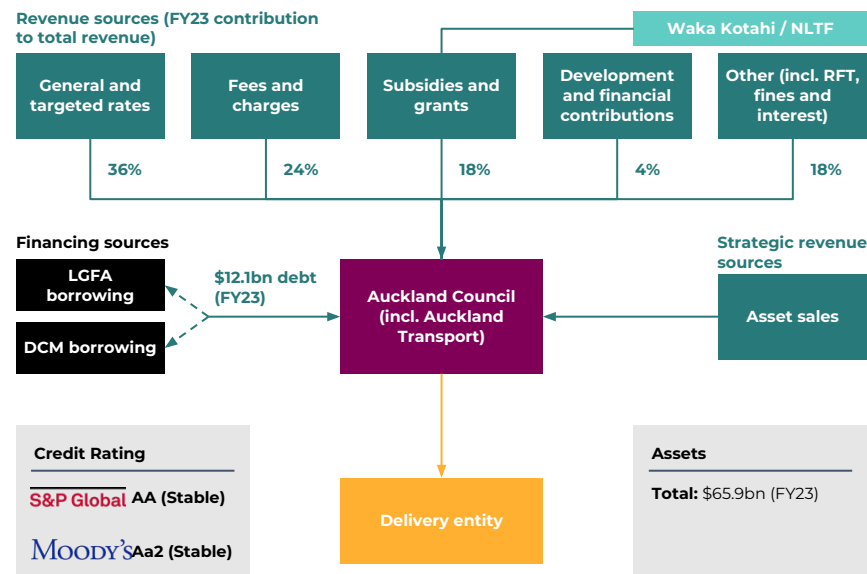 Revenue sources (FY23 contribution
to total revenue)
Waka Kotahi / NLTF
General and
targeted rates
Fees and
charges
Subsidies and
grants
Development
and financial
contributions
Other (incl. RFT,
fines and
interest)
36%
24%
18%
4%
18%
Financing sources
LGFA
borrowing
DCM borrowing
$12.1bn debt
(FY23)
Auckland Council
(incl. Auckland
Transport)
Strategic revenue
sources
Asset sales
Credit Rating
S&P Global AA (Stable)
MOODY'S Aa2 (Stable)
Delivery entity
Assets
Total: $65.9bn (FY23)